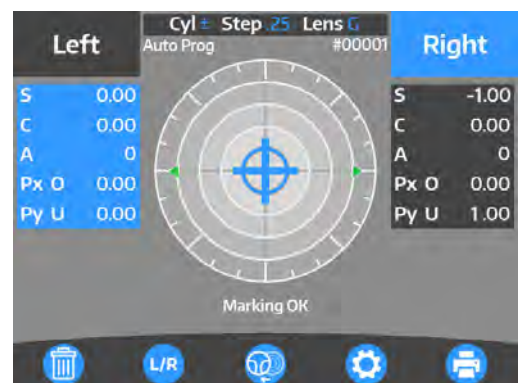 Cyl ± Step .25 Lens G
Left
Auto Prog #00001
Right
S 0.00
C 0.00
A 0
Px O 0.00
Py U 0.00
S -1.00
C 0.00
A 0
Px O 0.00
Py U 1.00
Marking OK
L/R